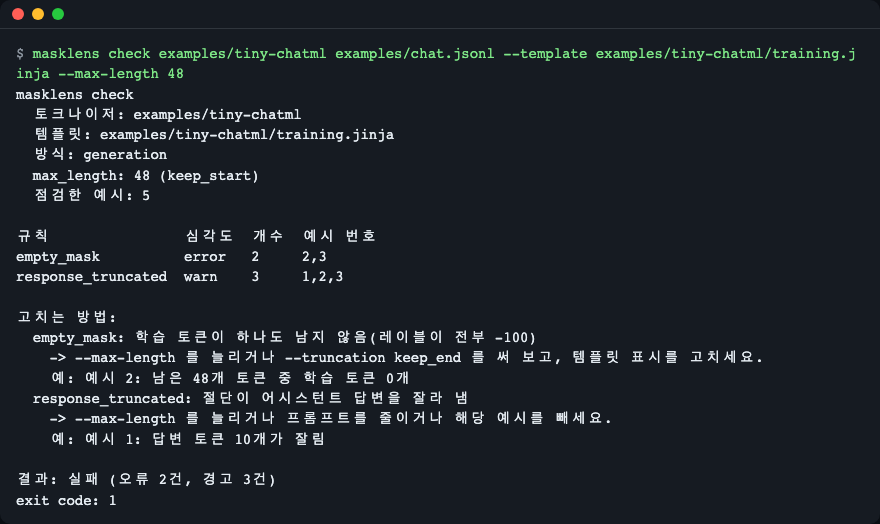 $ masklens check examples/tiny-chatml examples/chat.jsonl --template examples/tiny-chatml/training.j
inja --max-length 48
masklens check
토크나이저: examples/tiny-chatml
템플릿: examples/tiny-chatml/training.jinja
방식: generation
max_length: 48 (keep_start)
점검한 예시: 5
규칙 심각도 개수 예시 번호
empty_mask error 2 2,3
response_truncated warn 3 1,2,3
고치는 방법:
empty_mask: 학습 토큰이 하나도 남지 않음(레이블이 전부 -100)
-> --max-length 를 늘리거나 --truncation keep_end 를 써 보고, 템플릿 표시를 고치세요.
예: 예시 2: 남은 48개 토큰 중 학습 토큰 0개
response_truncated: 절단이 어시스턴트 답변을 잘라 냄
-> --max-length 를 늘리거나 프롬프트를 줄이거나 해당 예시를 빼세요.
예: 예시 1: 답변 토큰 10개가 잘림
결과: 실패 (오류 2건, 경고 3건)
exit code: 1